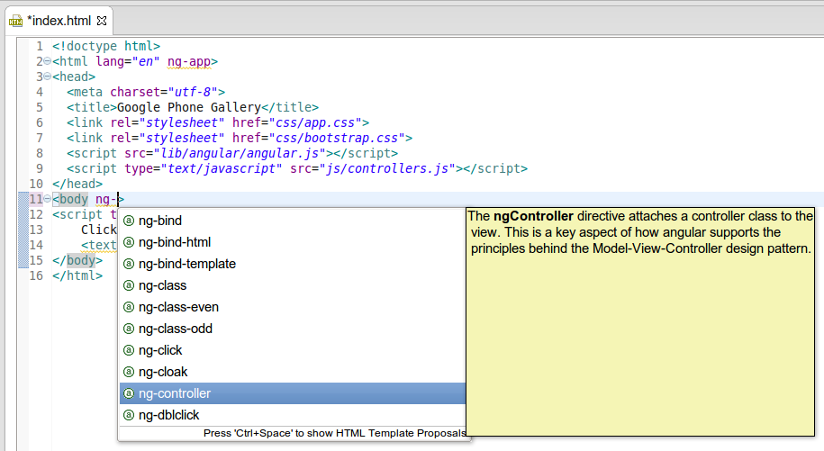 *index.html
1 <!doctype html>
2 <html lang="en" ng-app>
3 <head>
4 <meta charset="utf-8">
5 <title>Google Phone Gallery</title>
6 <link rel="stylesheet" href="css/app.css">
7 <link rel="stylesheet" href="css/bootstrap.css">
8 <script src="lib/angular/angular.js"></script>
9 <script type="text/javascript" src="js/controllers.js"></script>
10 </head>
11 <body ng->
12 <script t
13 Click
14 <text
15 </body>
16 </html>
ng-bind
ng-bind-html
ng-bind-template
ng-class
ng-class-even
ng-class-odd
ng-click
ng-cloak
ng-controller
ng-dblclick
Press 'Ctrl+Space' to show HTML Template Proposals
The ngController directive attaches a controller class to the
view. This is a key aspect of how angular supports the
principles behind the Model-View-Controller design pattern.